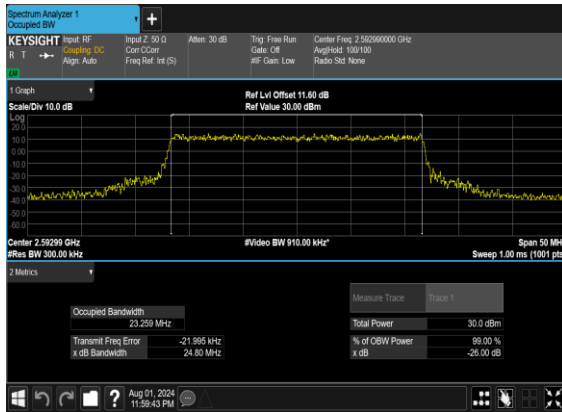 Spectrum Analyzer 1
Occupied BW
KEYSIGHT
R T
Input: RF
Coupling: DC
Align: Auto
Input Z: 50 Ω
Corr CCorr
Freq Ref: Int (S)
Atten: 30 dB
Trig: Free Run
Gate: Off
#IF Gain: Low
Center Freq: 2.592990000 GHz
Avg|Hold: 100/100
Radio Std: None
1 Graph
Scale/Div 10.0 dB
Ref Lvl Offset 11.60 dB
Ref Value 30.00 dBm
Log
20.0
10.0
0.00
-10.0
-20.0
-30.0
-40.0
-50.0
-60.0
Center 2.59299 GHz
#Res BW 300.00 kHz
#Video BW 910.00 kHz*
Span 50 MH
Sweep 1.00 ms (1001 pts
2 Metrics
Measure Trace
Trace 1
Occupied Bandwidth
23.259 MHz
Total Power
30.0 dBm
Transmit Freq Error
-21.995 kHz
% of OBW Power
99.00 %
x dB Bandwidth
24.80 MHz
x dB
-26.00 dB
?
Aug 01, 2024
11:59:43 PM